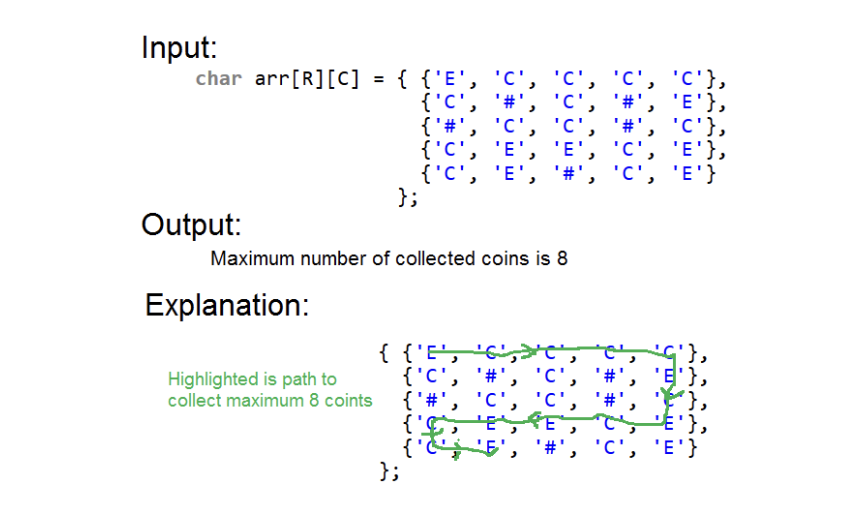 Input:
char arr[R][C] = { {'E', 'C', 'C', 'C', 'C'},
{'C', '#', 'C', '#', 'E'},
{'#', 'C', 'C', '#', 'C'},
{'C', 'E', 'E', 'C', 'E'},
{'C', 'E', '#', 'C', 'E'}
};
Output:
Maximum number of collected coins is 8
Explanation:
{ {'E', 'C', 'C', 'C', 'C'},
Highlighted is path to
{'C', '#', 'C', '#', 'E'},
collect maximum 8 coints
{'#', 'C', 'C', '#', 'C'},
{'C', 'E', 'E', 'C', 'E'},
{'C', 'E', '#', 'C', 'E'}
};